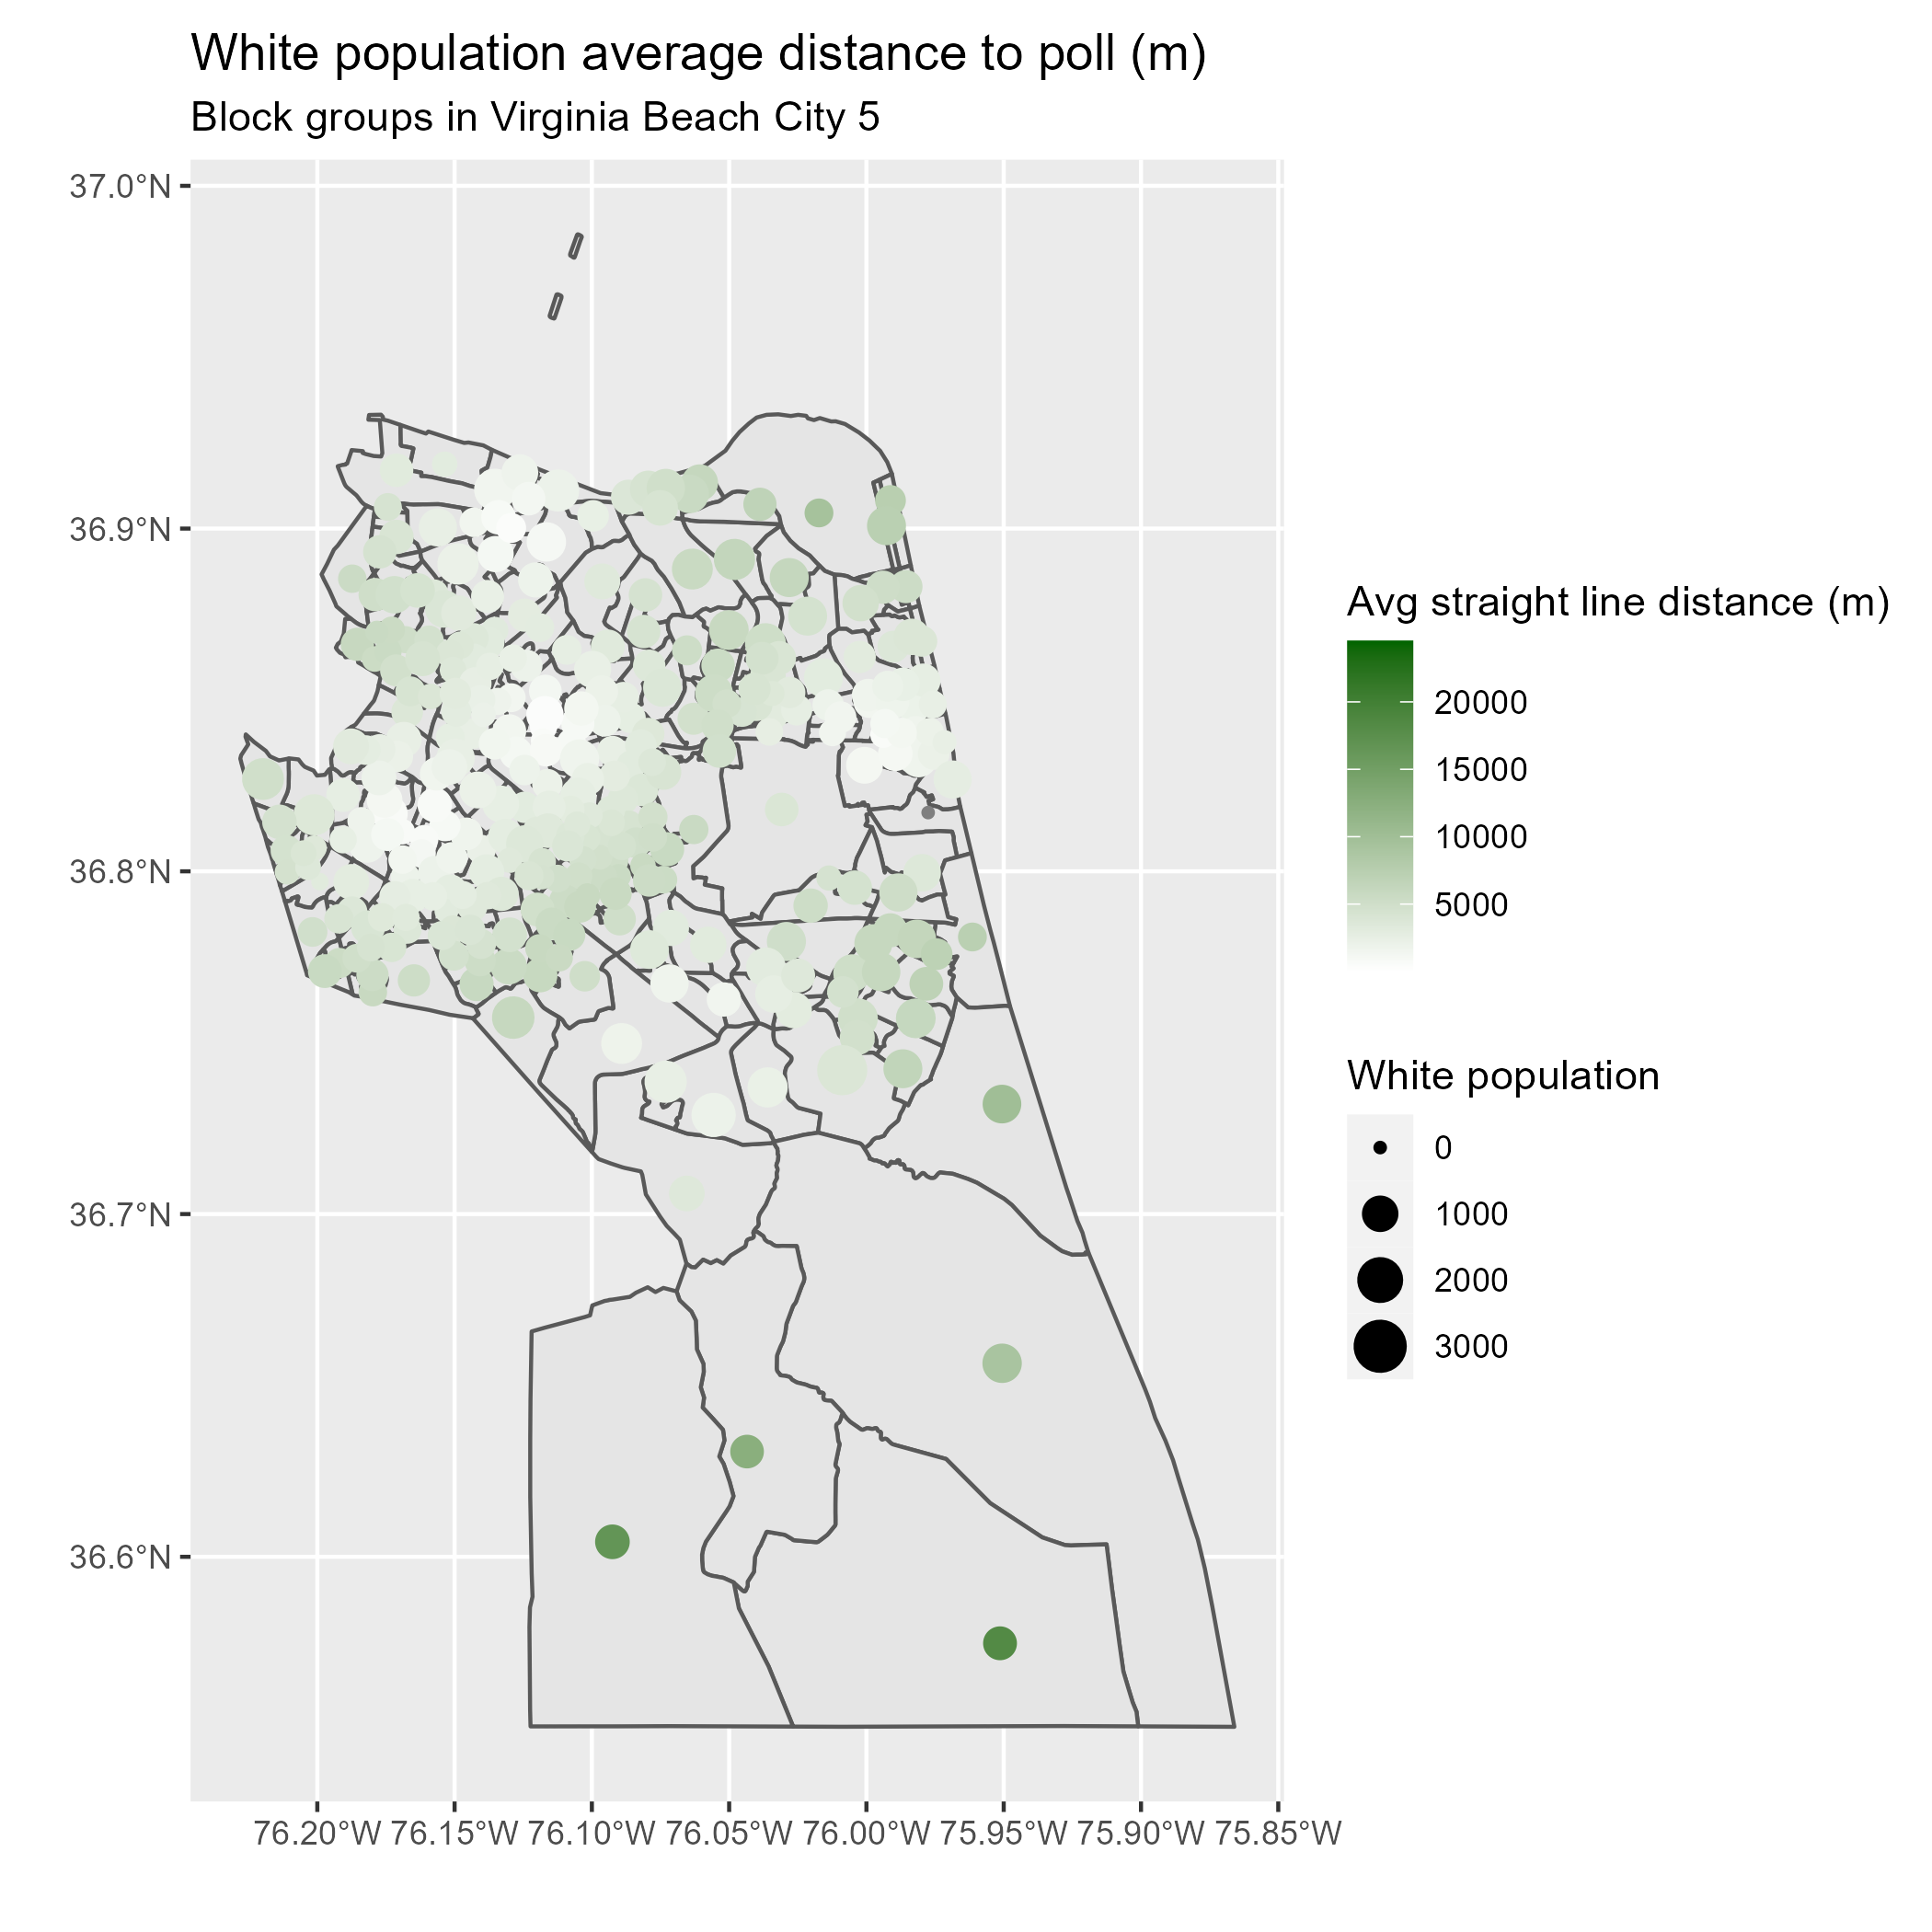 White population average distance to poll (m)
Block groups in Virginia Beach City 5
37.0°N
36.9°N
36.8°N
36.7°N
36.6°N
76.20°W 76.15°W 76.10°W 76.05°W 76.00°W 75.95°W 75.90°W 75.85°W
Avg straight line distance (m)
20000
15000
10000
5000
White population
0
1000
2000
3000